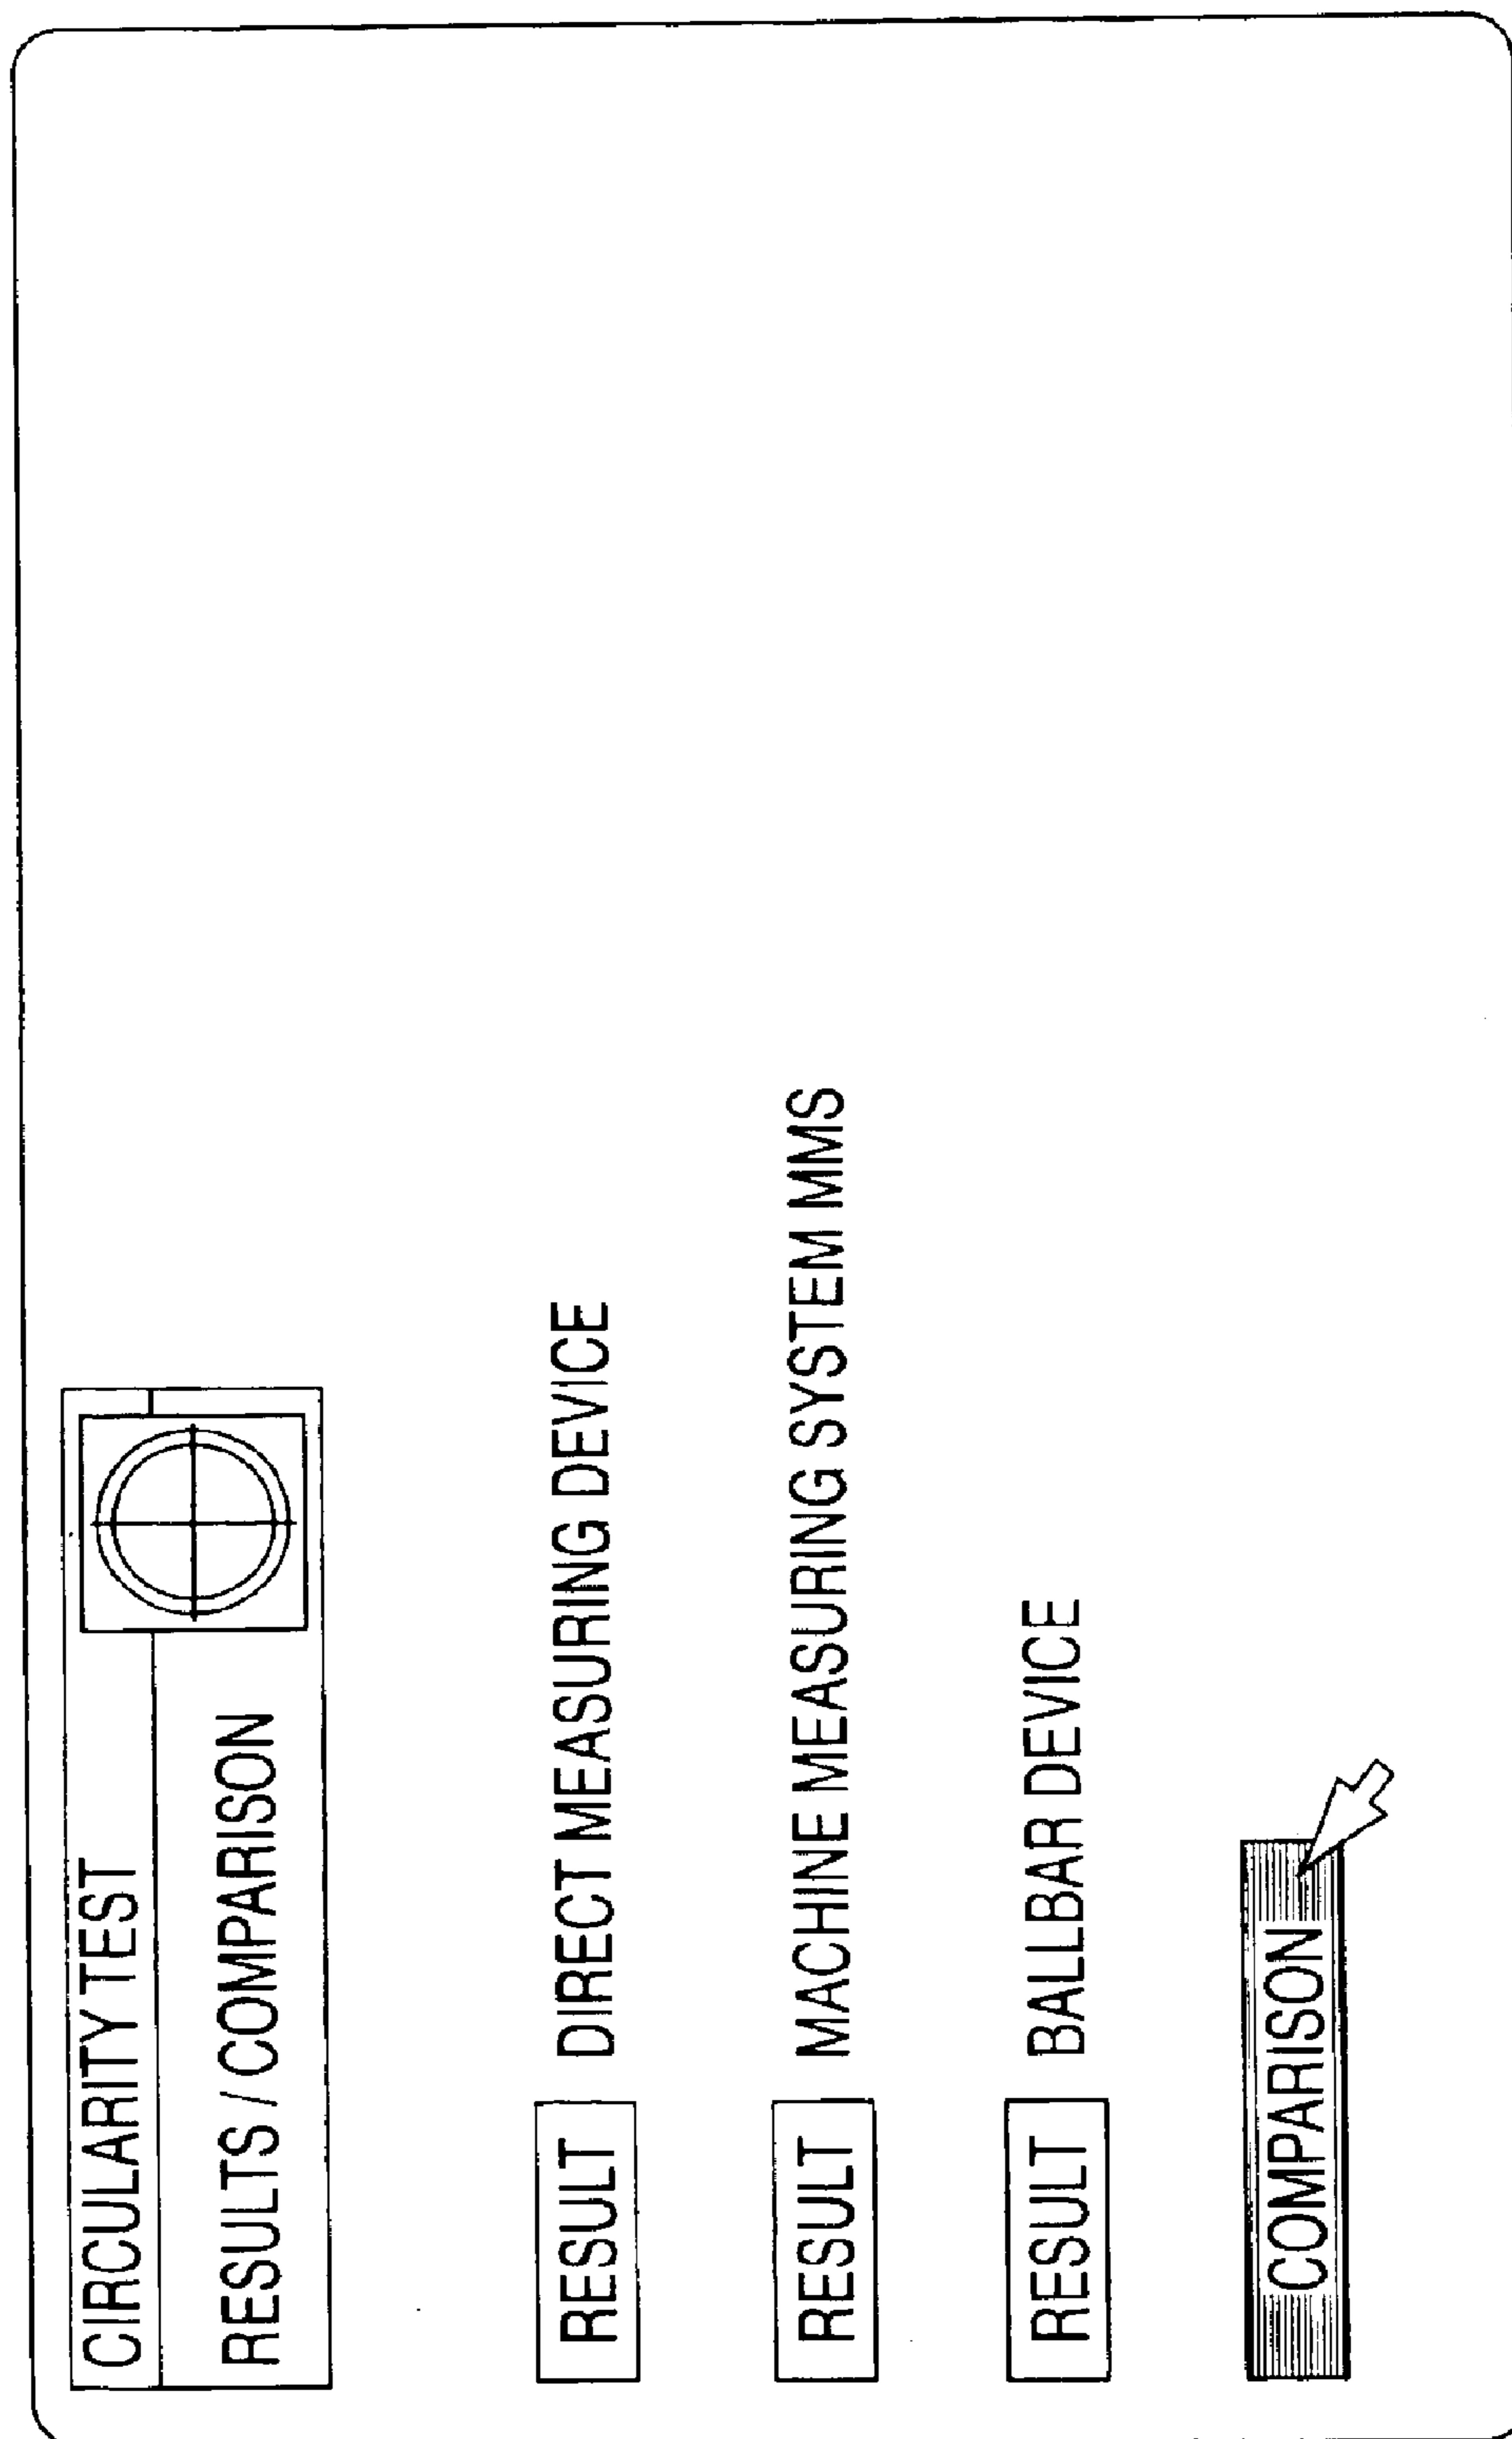 CIRCULARITY TEST
RESULTS / COMPARISON
RESULT DIRECT MEASURING DEVICE
RESULT MACHINE MEASURING SYSTEM MMS
RESULT BALLBAR DEVICE
COMPARISON